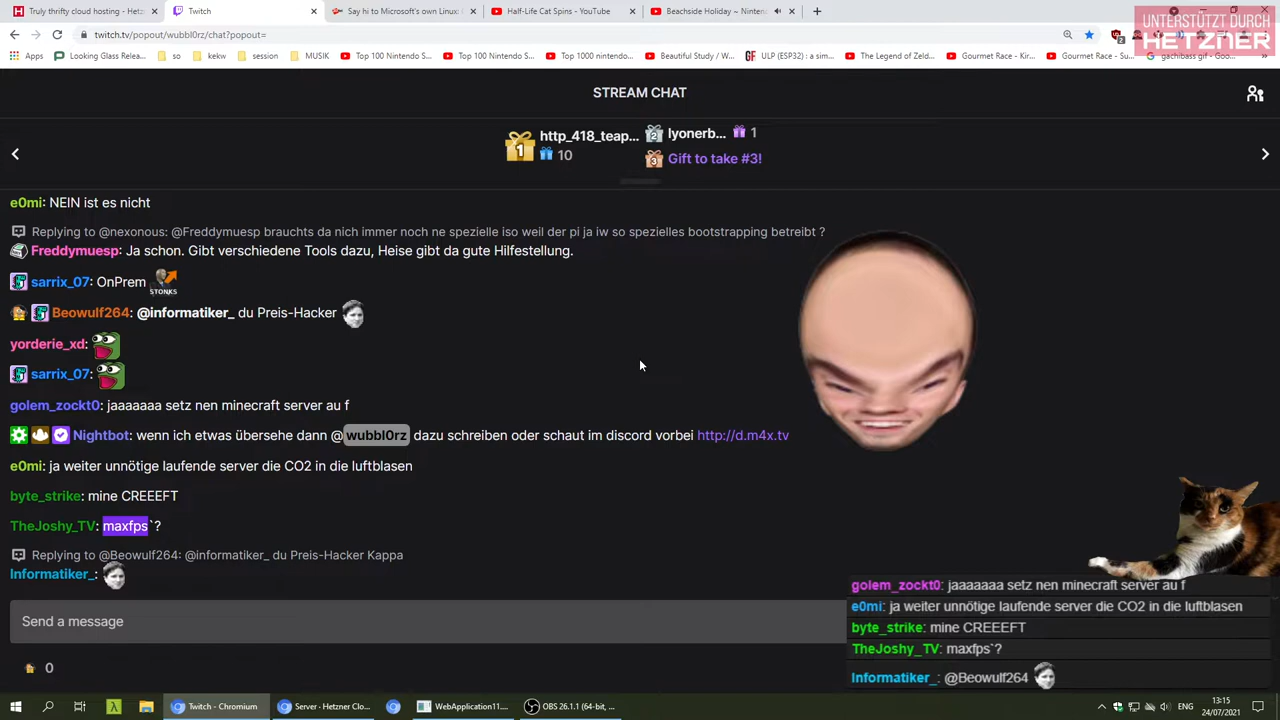 Truly thrifty cloud hosting - Hetz
Twitch
Say hi to Microsoft's own Linux:
Half-Life Cat Spins - YouTube
Beachside Holiday ~ Ninten
twitch.tv/popout/wubbl0rz/chat?popout=
Apps
Looking Glass Releas
so
kekw
MUSIK
Top 100 Nintendo S...
Top 100 Nintendo S...
Top 1000 nintendo...
Beautiful Study / W...
ULP (ESP32) : a sim...
The Legend of Zeld...
Gourmet Race - Kir...
Gourmet Race - Su...
gachibass gif - Goo
UNTERSTÜTZT DURCH
HETZNER
STREAM CHAT
1
http_418_teap...
10
2
lyonerb...
1
3
Gift to take #3!
e0mi: NEIN ist es nicht
Replying to @nexonous: @Freddymuesp brauchts da nich immer noch ne spezielle iso weil der pi ja iw so spezielles bootstrapping betreibt ?
Freddymuesp: Ja schon. Gibt verschiedene Tools dazu, Heise gibt da gute Hilfestellung.
sarrix_07: OnPrem
STONKS
Beowulf264: @informatiker_ du Preis-Hacker
yorderie_xd:
sarrix_07:
golem_zockt0: jaaaaaaa setz nen minecraft server au f
Nightbot: wenn ich etwas übersehe dann @wubbl0rz dazu schreiben oder schaut im discord vorbei http://d.m4x.tv
e0mi: ja weiter unnötige laufende server die CO2 in die luftblasen
byte_strike: mine CREEEFT
TheJoshy_TV: maxfps`?
Replying to @Beowulf264: @informatiker_ du Preis-Hacker Kappa
Informatiker_:
Send a message
0
golem_zockt0: jaaaaaaa setz nen minecraft server au f
e0mi: ja weiter unnötige laufende server die CO2 in die luftblasen
byte_strike: mine CREEEFT
TheJoshy_TV: maxfps`?
Informatiker_: @Beowulf264
Twitch - Chromium
Server · Hetzner Clo...
WebApplication11...
OBS 26.1.1 (64-bit, ...
13:15
24/07/2021